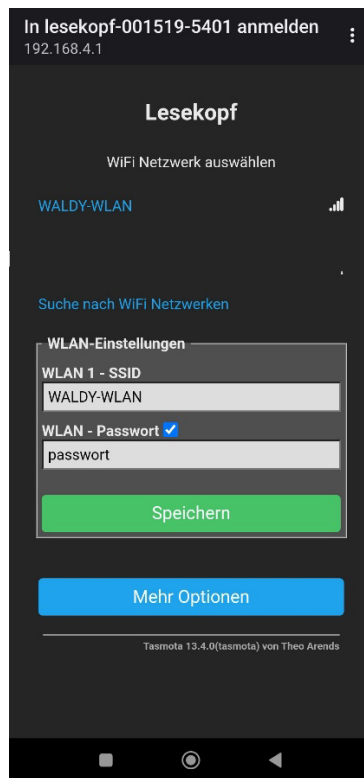 In lesekopf-001519-5401 anmelden
192.168.4.1
Lesekopf
WiFi Netzwerk auswählen
WALDY-WLAN
Suche nach WiFi Netzwerken
WLAN-Einstellungen
WLAN 1 - SSID
WALDY-WLAN
WLAN - Passwort
passwort
Speichern
Mehr Optionen
Tasmota 13.4.0(tasmota) von Theo Arends